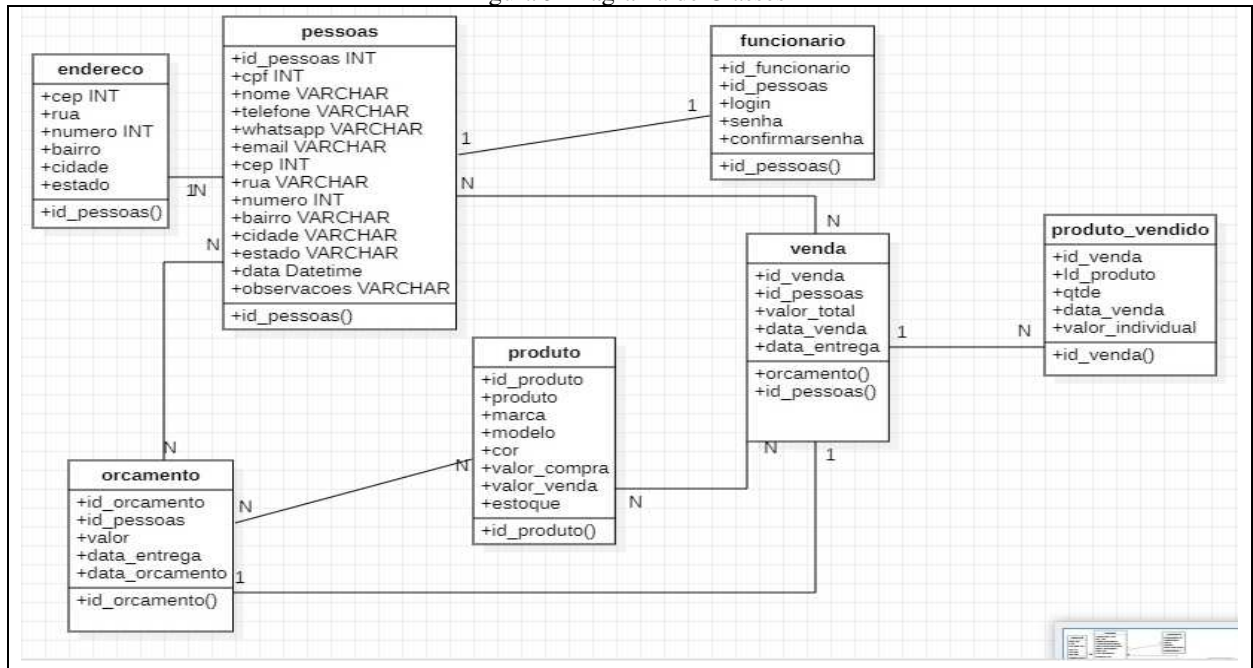 endereco
+cep INT
+rua
+numero INT
+bairro
+cidade
+estado
+id_pessoas()
1N
pessoas
+id_pessoas INT
+cpf INT
+nome VARCHAR
+telefone VARCHAR
+whatsapp VARCHAR
+email VARCHAR
+cep INT
+rua VARCHAR
+numero INT
+bairro VARCHAR
+cidade VARCHAR
+estado VARCHAR
+data Datetime
+observacoes VARCHAR
+id_pessoas()
1
1
N
N
N
N
funcionario
+id_funcionario
+id_pessoas
+login
+senha
+confirmarsenha
+id_pessoas()
venda
+id_venda
+id_pessoas
+valor_total
+data_venda
+data_entrega
+orcamento()
+id_pessoas()
1
N
N
1
produto_vendido
+id_venda
+Id_produto
+qtde
+data_venda
+valor_individual
+id_venda()
produto
+id_produto
+produto
+marca
+modelo
+cor
+valor_compra
+valor_venda
+estoque
+id_produto()
N
N
orcamento
+id_orcamento
+id_pessoas
+valor
+data_entrega
+data_orcamento
+id_orcamento()
N
1